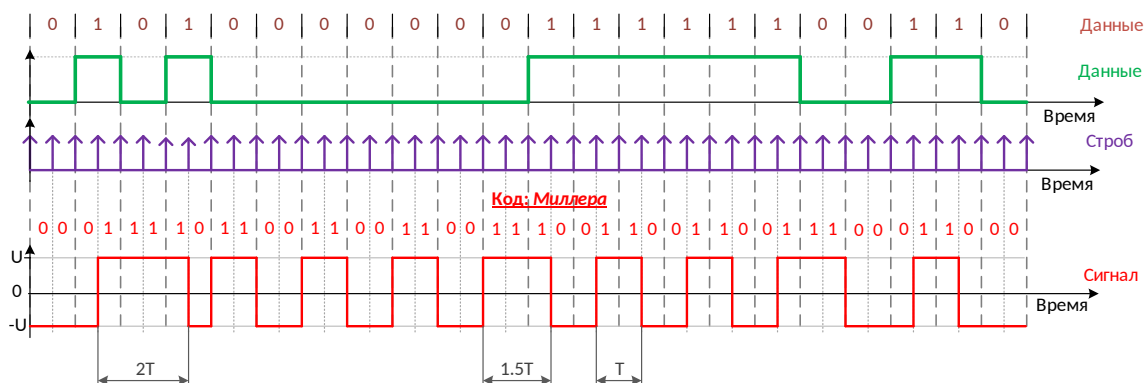 0 1 0 1 0 0 0 0 0 0 0 1 1 1 1 1 1 0 0 1 1 0 Данные
Данные
Время
Строб
Время
Код: Миллера
0 0 0 1 1 1 1 0 1 1 0 0 1 1 0 0 1 1 0 0 1 1 1 0 0 1 1 0 0 1 1 0 0 1 1 1 0 0 0 1 1 0 0 0
U
Сигнал
0
Время
-U
2T 1.5T T